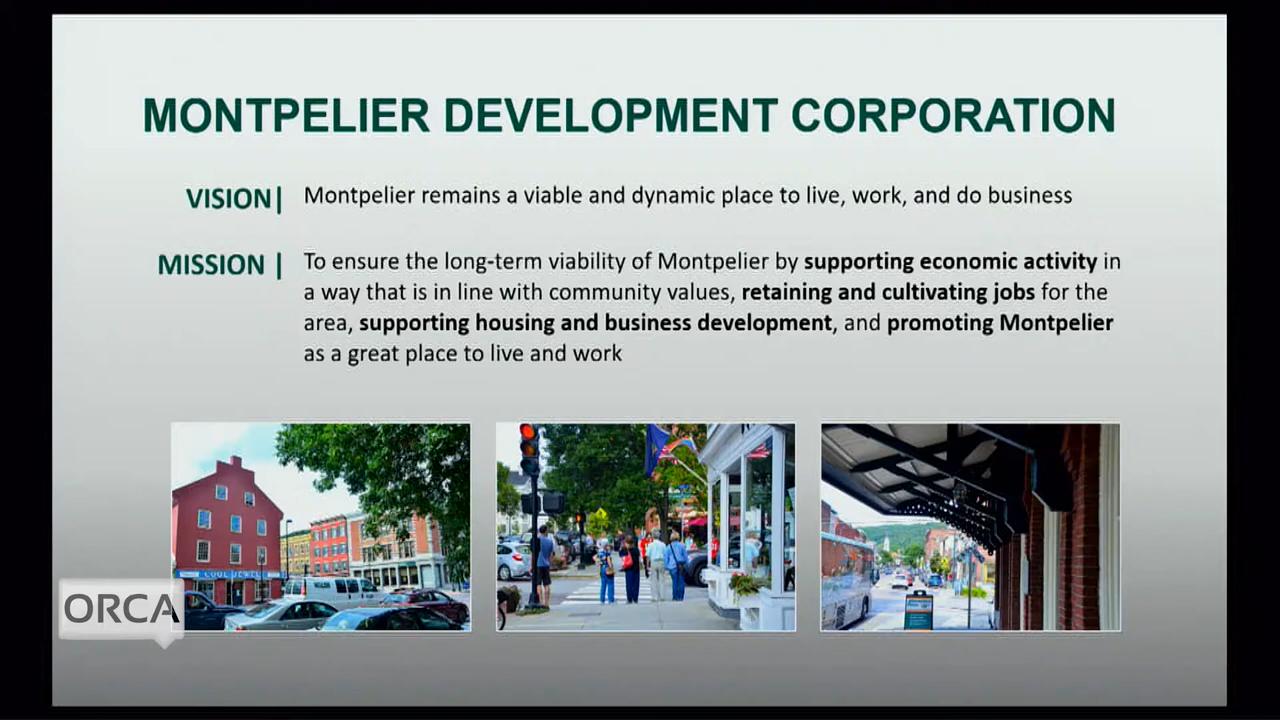 MONTPELIER DEVELOPMENT CORPORATION
VISION| Montpelier remains a viable and dynamic place to live, work, and do business
MISSION | To ensure the long-term viability of Montpelier by supporting economic activity in
a way that is in line with community values, retaining and cultivating jobs for the
area, supporting housing and business development, and promoting Montpelier
as a great place to live and work
COOL JEWELS
ORCA